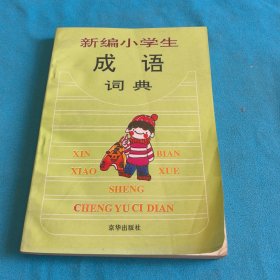 新编小学生
成语
词典
XIN BIAN
XIAO XUE
SHENG
CHENG YU CI DIAN
京华出版社